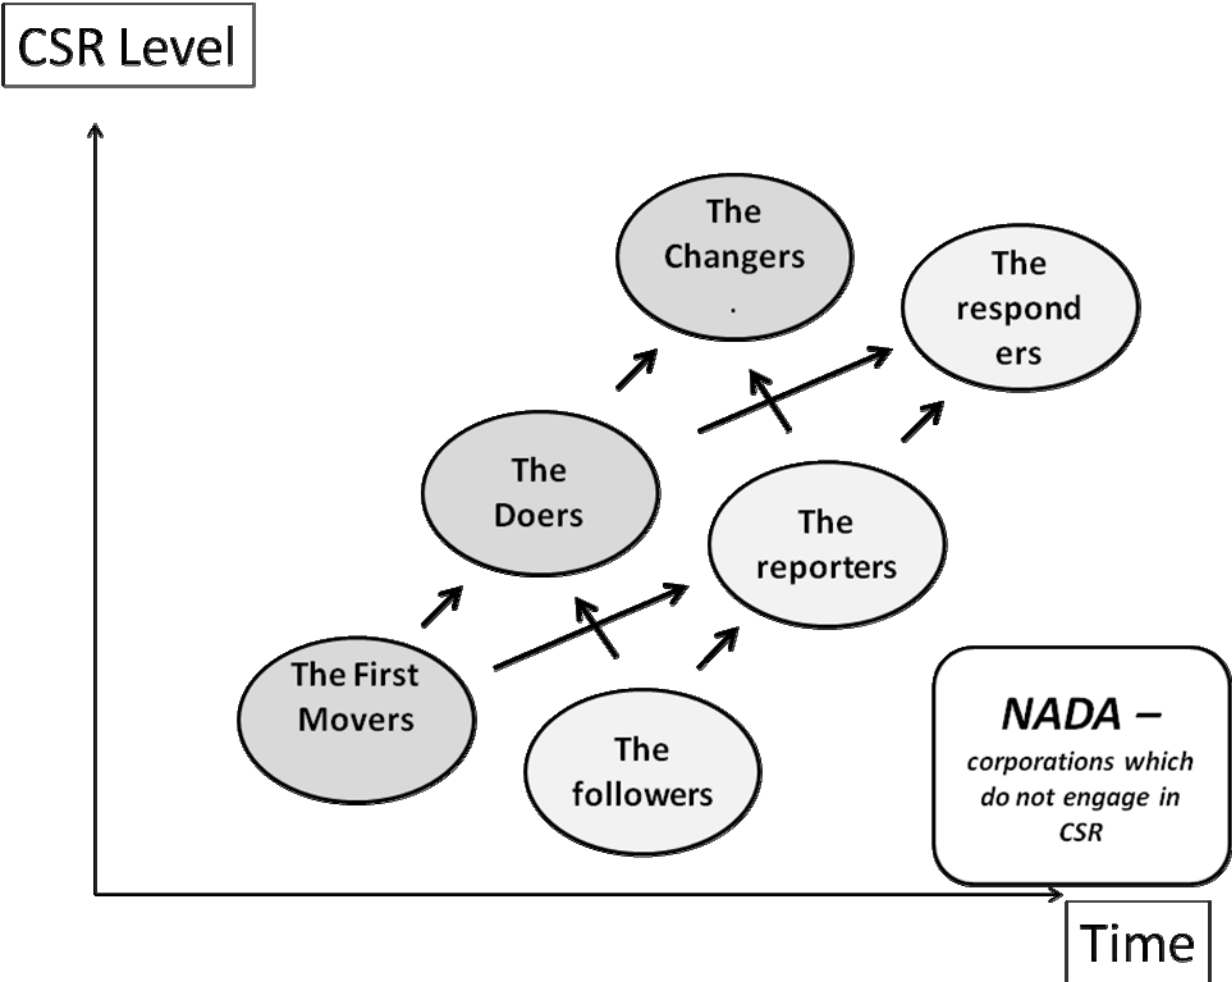 CSR Level
The
Changers
.
The
respond
ers
The
Doers
The
reporters
The First
Movers
The
followers
NADA –
corporations which
do not engage in
CSR
Time